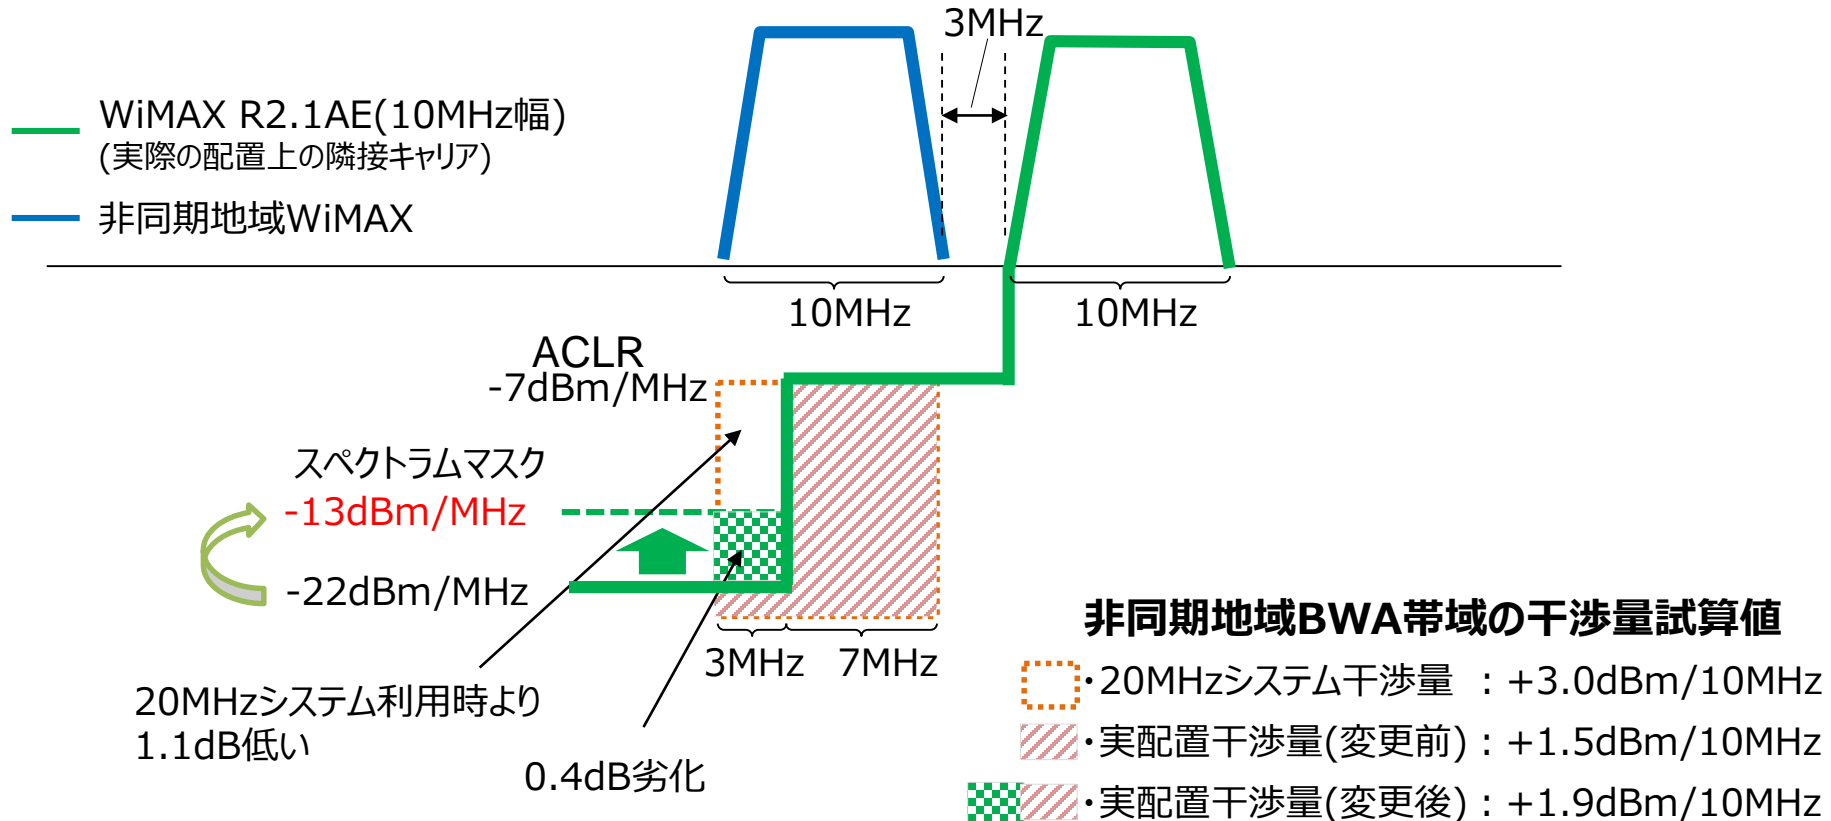 3MHz
WiMAX R2.1AE(10MHz幅)
(実際の配置上の隣接キャリア)
非同期地域WiMAX
10MHz
10MHz
ACLR
-7dBm/MHz
スペクトラムマスク
-13dBm/MHz
-22dBm/MHz
3MHz
7MHz
20MHzシステム利用時より
1.1dB低い
0.4dB劣化
非同期地域BWA帯域の干渉量試算値
・20MHzシステム干渉量 : +3.0dBm/10MHz
・実配置干渉量(変更前) : +1.5dBm/10MHz
・実配置干渉量(変更後) : +1.9dBm/10MHz